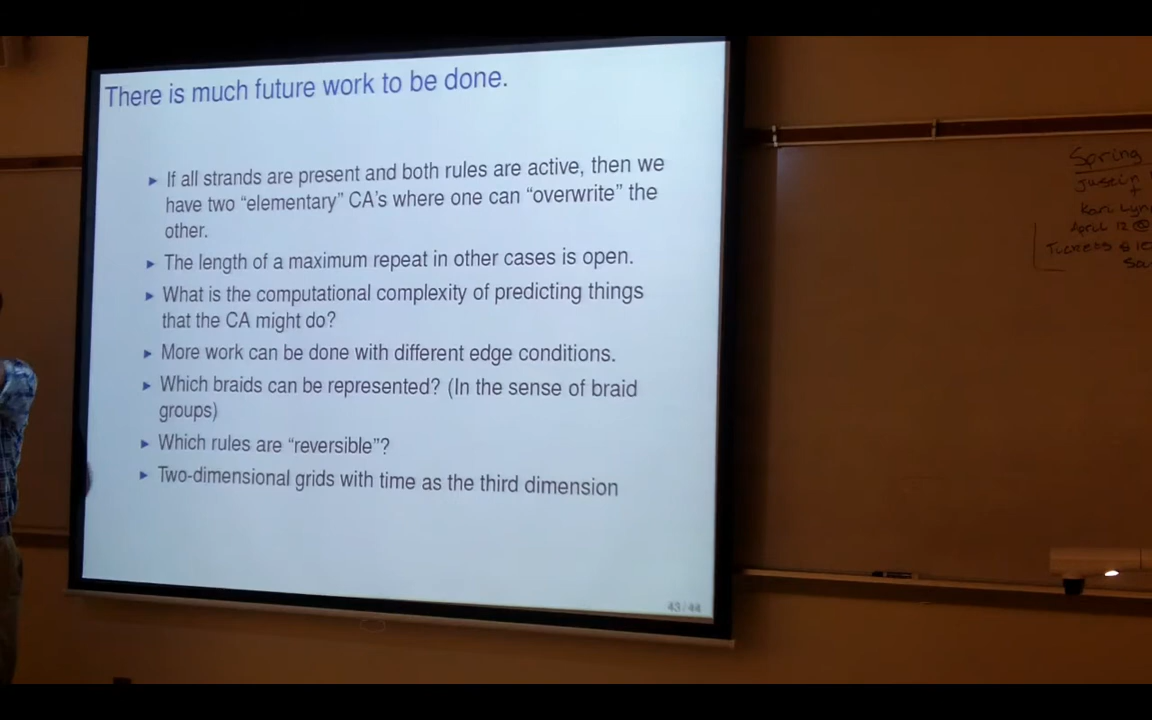 There is much future work to be done.
► If all strands are present and both rules are active, then we
have two “elementary” CA's where one can “overwrite” the
other.
► The length of a maximum repeat in other cases is open.
► What is the computational complexity of predicting things
that the CA might do?
► More work can be done with different edge conditions.
► Which braids can be represented? (In the sense of braid
groups)
► Which rules are “reversible”?
► Two-dimensional grids with time as the third dimension
43/44
Spring
Kari Lyn
April 12 @